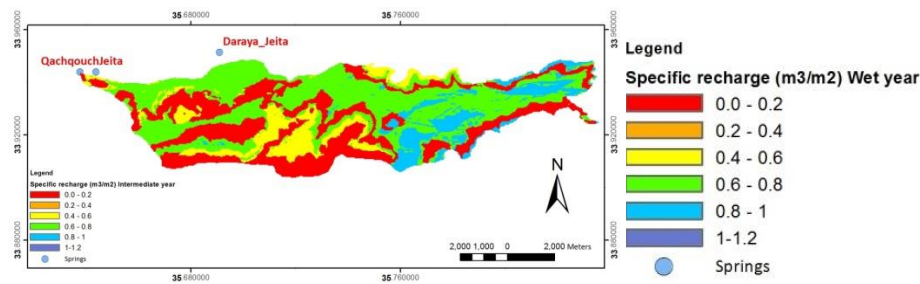 35.680000 35.760000
33.960000 33.960000
Daraya_Jeita
QachqouchJeita
33.920000 33.920000
N
Legend
Specific recharge (m3/m2) Intermediate year
0.0 - 0.2
0.2 - 0.4
0.4 - 0.6
0.6 - 0.8
0.8 - 1
1-1.2
Springs
2,000 1,000 0 2,000 Meters
33.880000 33.880000
35.680000 35.760000
Legend
Specific recharge (m3/m2) Wet year
0.0 - 0.2
0.2 - 0.4
0.4 - 0.6
0.6 - 0.8
0.8 - 1
1-1.2
Springs